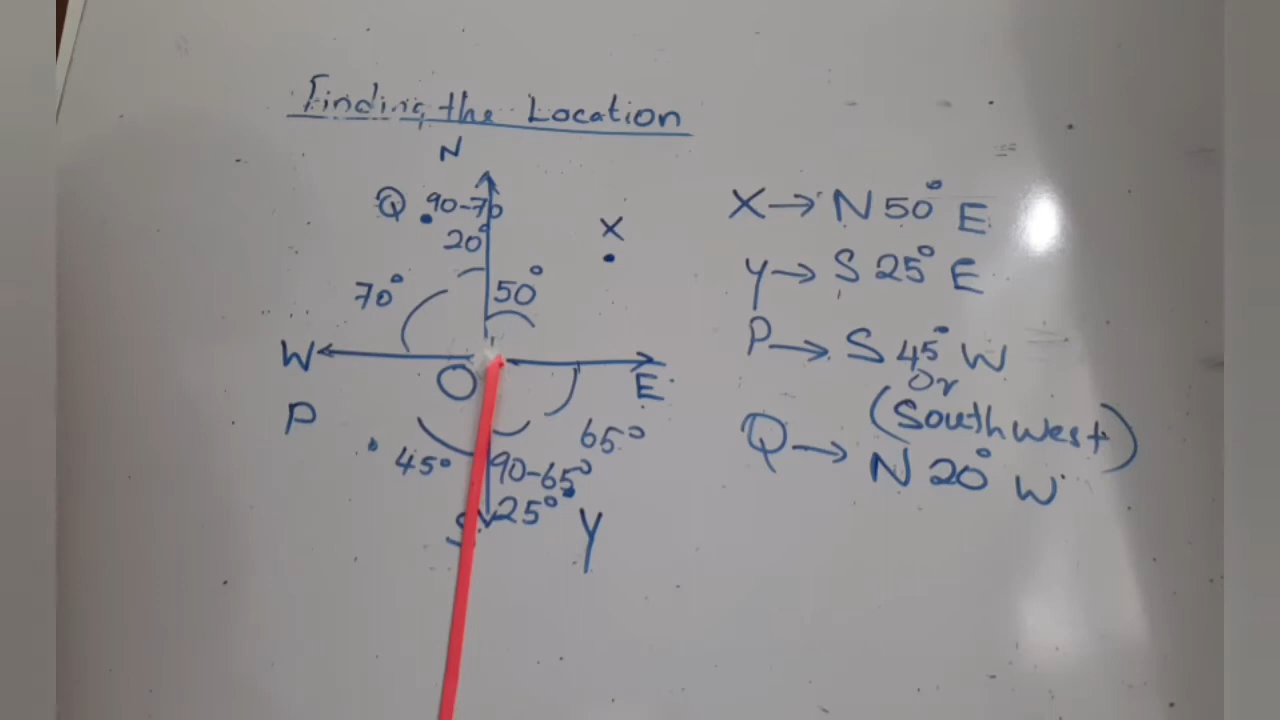 Finding the Location
N
Q 90-70
20°
X
70°
50°
W
O
E
P
45°
65°
90-65°
25°
S
Y
X → N 50° E
Y → S 25° E
P → S 45° W
Or
(Southwest)
Q → N 20° W